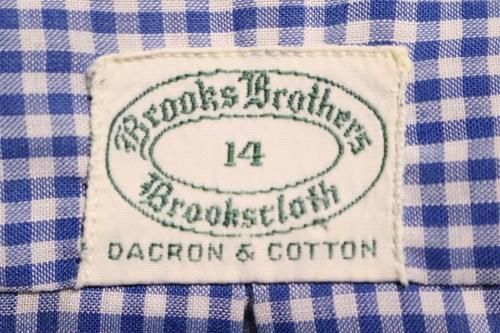 Brooks Brothers
14
Brookscloth
DACRON & COTTON